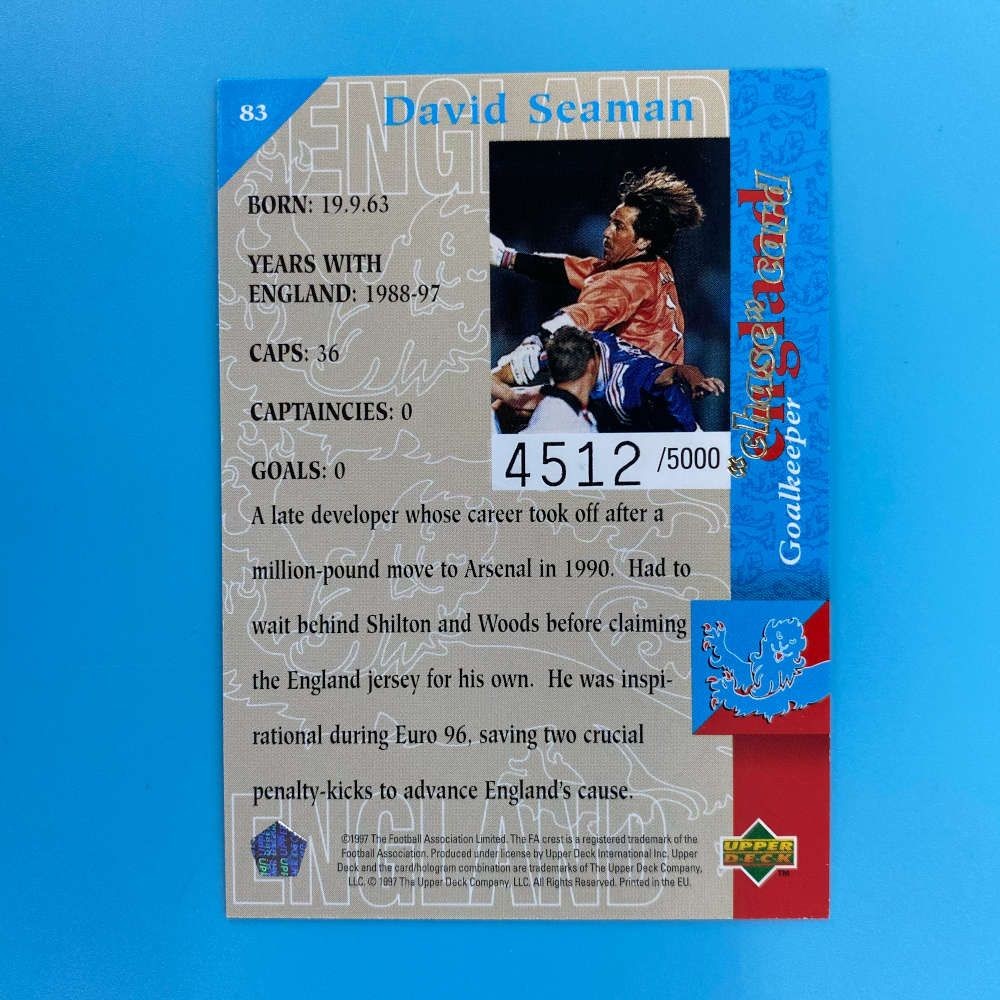 83
David Seaman
ENGLAND
BORN: 19.9.63
YEARS WITH
ENGLAND: 1988-97
CAPS: 36
CAPTAINCIES: 0
GOALS: 0
4512 /5000
england
"chase" card
Goalkeeper
A late developer whose career took off after a
million-pound move to Arsenal in 1990. Had to
wait behind Shilton and Woods before claiming
the England jersey for his own. He was inspi-
rational during Euro 96, saving two crucial
penalty-kicks to advance England's cause.
ENGLAND
©1997 The Football Association Limited. The FA crest is a registered trademark of the
Football Association. Produced under license by Upper Deck International Inc. Upper
Deck and the card/hologram combination are trademarks of The Upper Deck Company,
LLC. © 1997 The Upper Deck Company, LLC. All Rights Reserved. Printed in the EU.
UPPER
DECK
TM